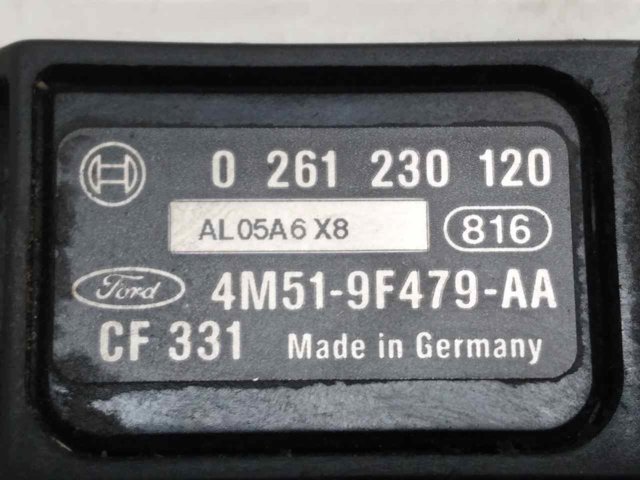 0 261 230 120
AL05A6 X8 816
Ford 4M51-9F479-AA
CF 331 Made in Germany